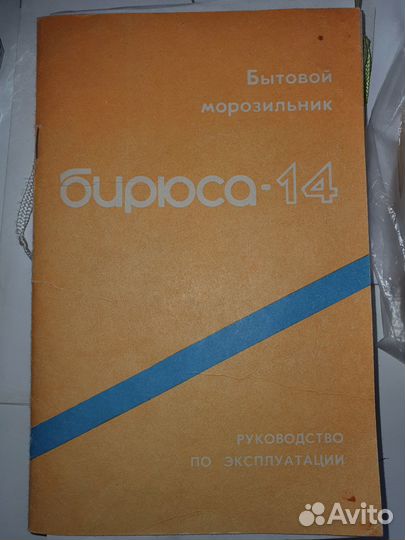 Бытовой
морозильник
бирюса-14
РУКОВОДСТВО
ПО ЭКСПЛУАТАЦИИ
Avito